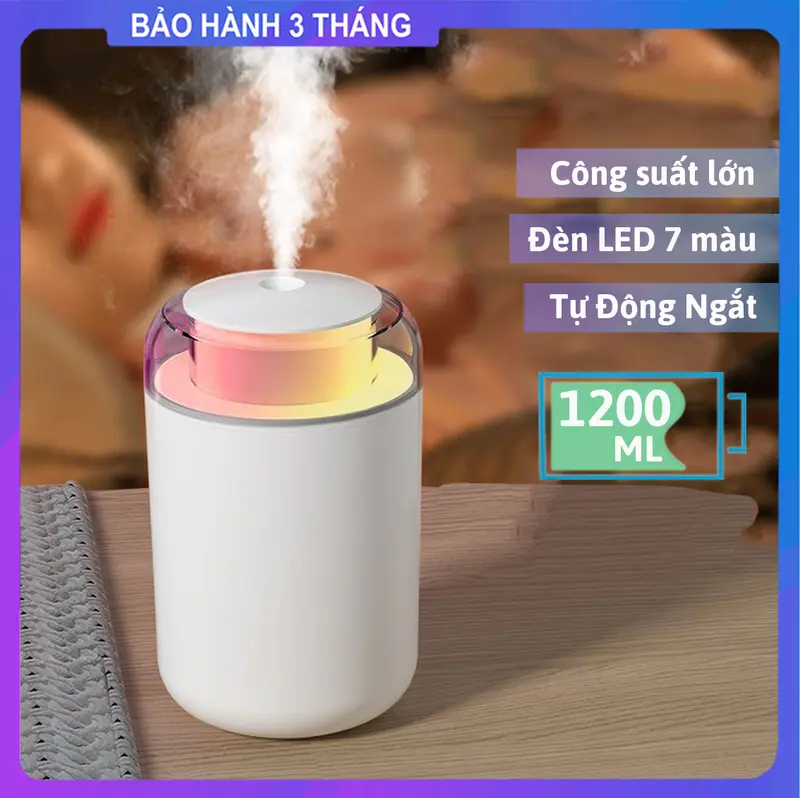 BẢO HÀNH 3 THÁNG
Công suất lớn
Đèn LED 7 màu
Tự Động Ngắt
1200
ML